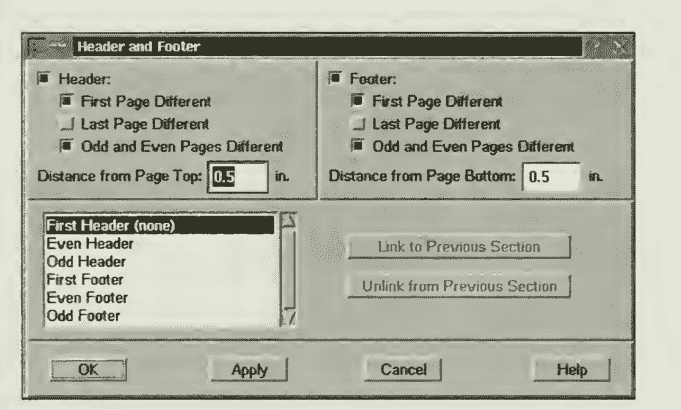 Header and Footer
Header:
First Page Different
Last Page Different
Odd and Even Pages Different
Distance from Page Top: 0.5 in.
Footer:
First Page Different
Last Page Different
Odd and Even Pages Different
Distance from Page Bottom: 0.5 in.
First Header (none)
Even Header
Odd Header
First Footer
Even Footer
Odd Footer
Link to Previous Section
Unlink from Previous Section
OK
Apply
Cancel
Help